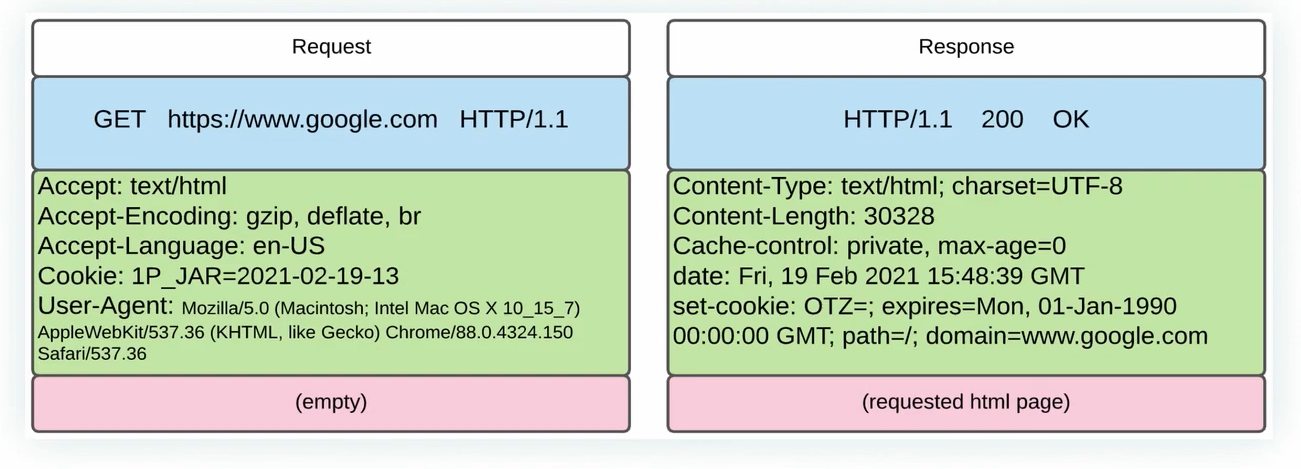 Request
GET https://www.google.com HTTP/1.1
Accept: text/html
Accept-Encoding: gzip, deflate, br
Accept-Language: en-US
Cookie: 1P_JAR=2021-02-19-13
User-Agent: Mozilla/5.0 (Macintosh; Intel Mac OS X 10_15_7)
AppleWebKit/537.36 (KHTML, like Gecko) Chrome/88.0.4324.150
Safari/537.36
(empty)
Response
HTTP/1.1 200 OK
Content-Type: text/html; charset=UTF-8
Content-Length: 30328
Cache-control: private, max-age=0
date: Fri, 19 Feb 2021 15:48:39 GMT
set-cookie: OTZ=; expires=Mon, 01-Jan-1990
00:00:00 GMT; path=/; domain=www.google.com
(requested html page)